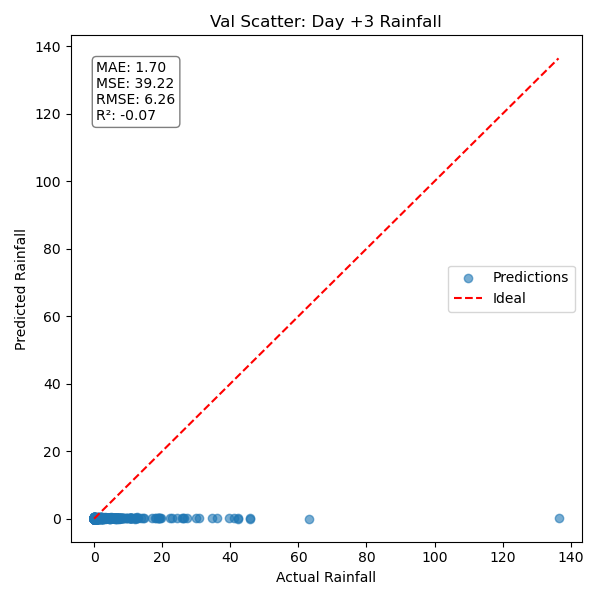 Val Scatter: Day +3 Rainfall
MAE: 1.70
MSE: 39.22
RMSE: 6.26
R²: -0.07
Predicted Rainfall
140
120
100
80
60
40
20
0
Predictions
Ideal
0 20 40 60 80 100 120 140
Actual Rainfall